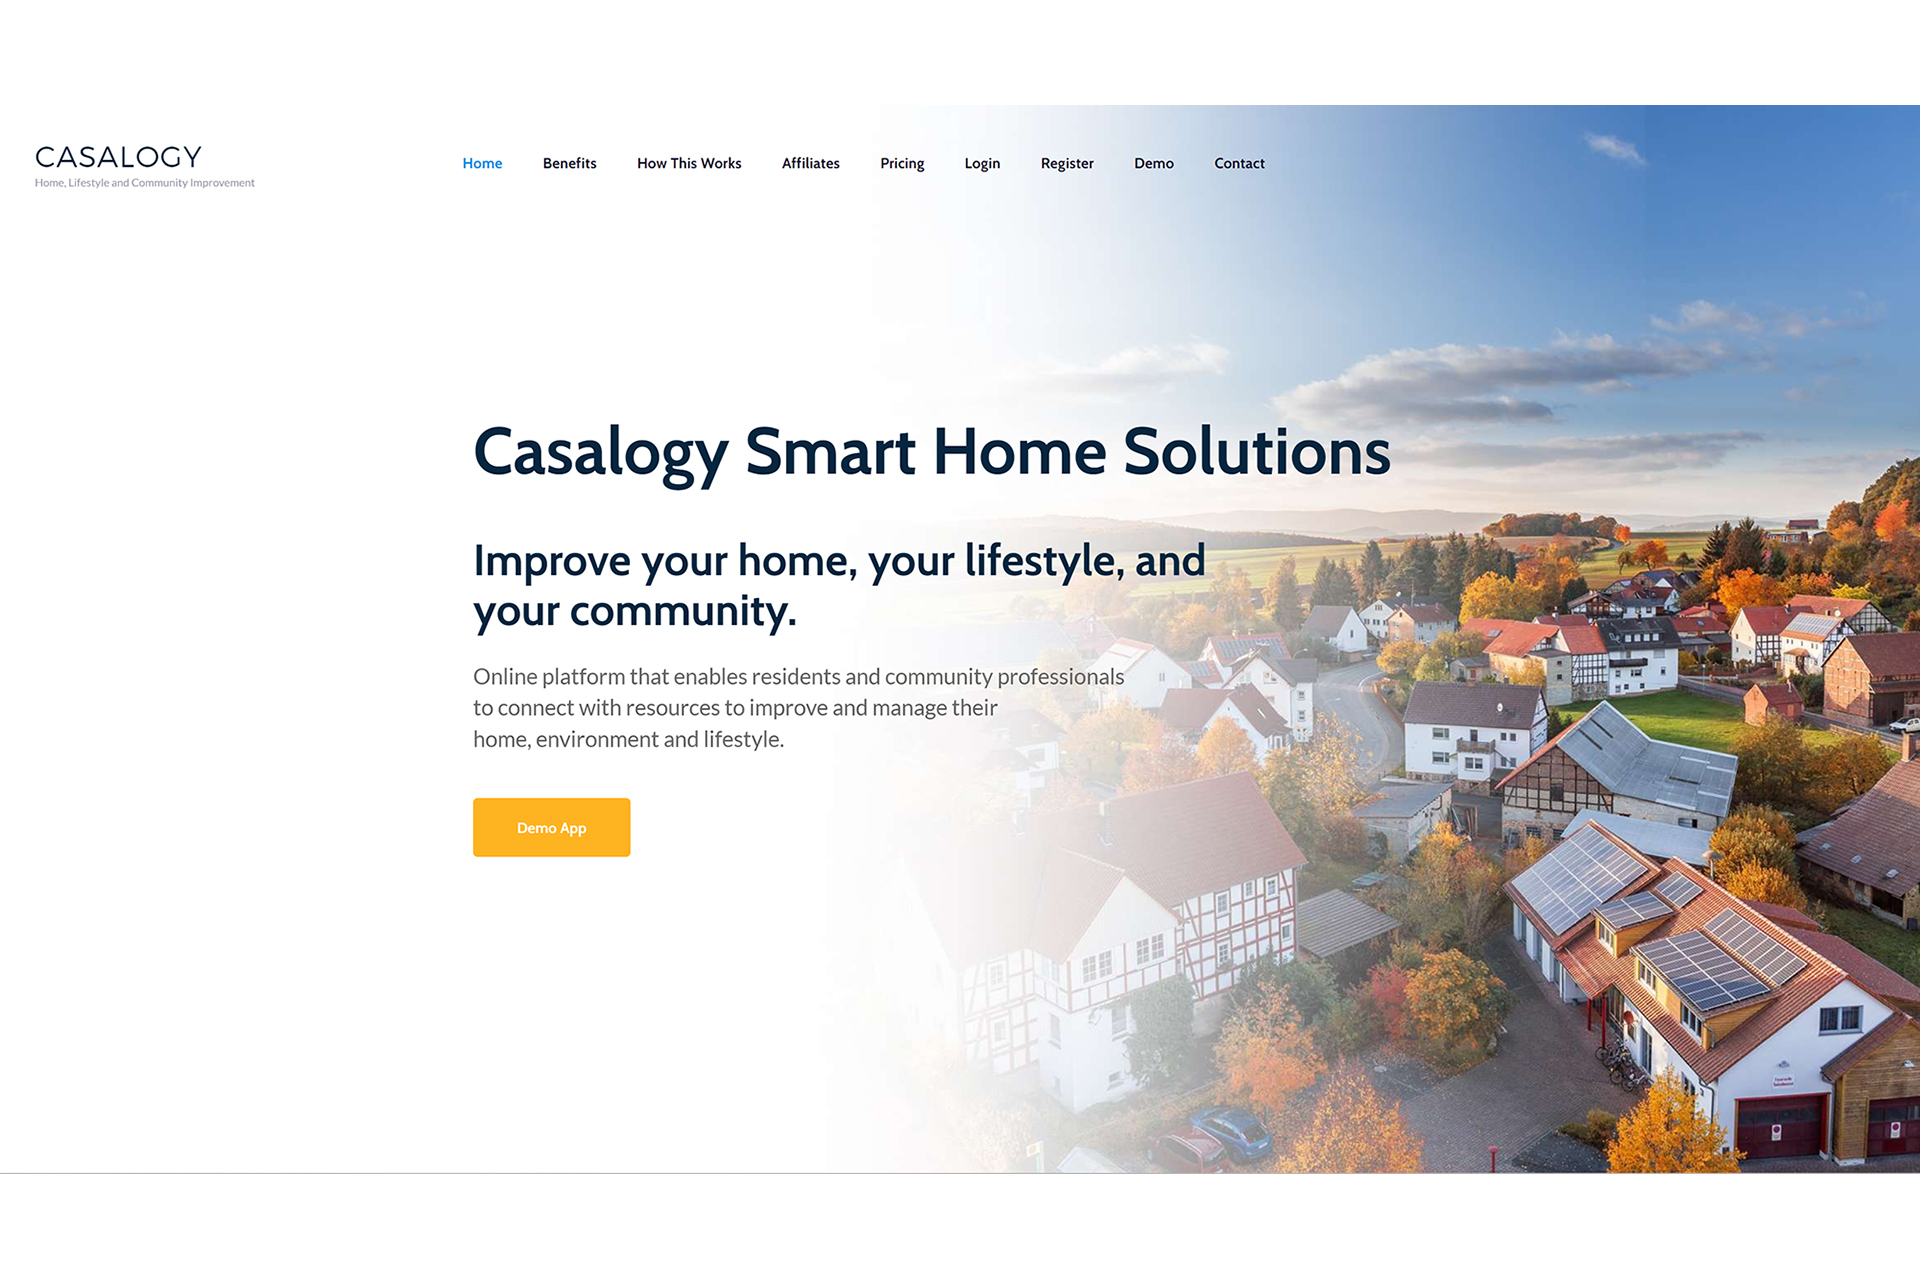 CASALOGY
Home, Lifestyle and Community Improvement
Home Benefits How This Works Affiliates Pricing Login Register Demo Contact
Casalogy Smart Home Solutions
Improve your home, your lifestyle, and
your community.
Online platform that enables residents and community professionals
to connect with resources to improve and manage their
home, environment and lifestyle.
Demo App